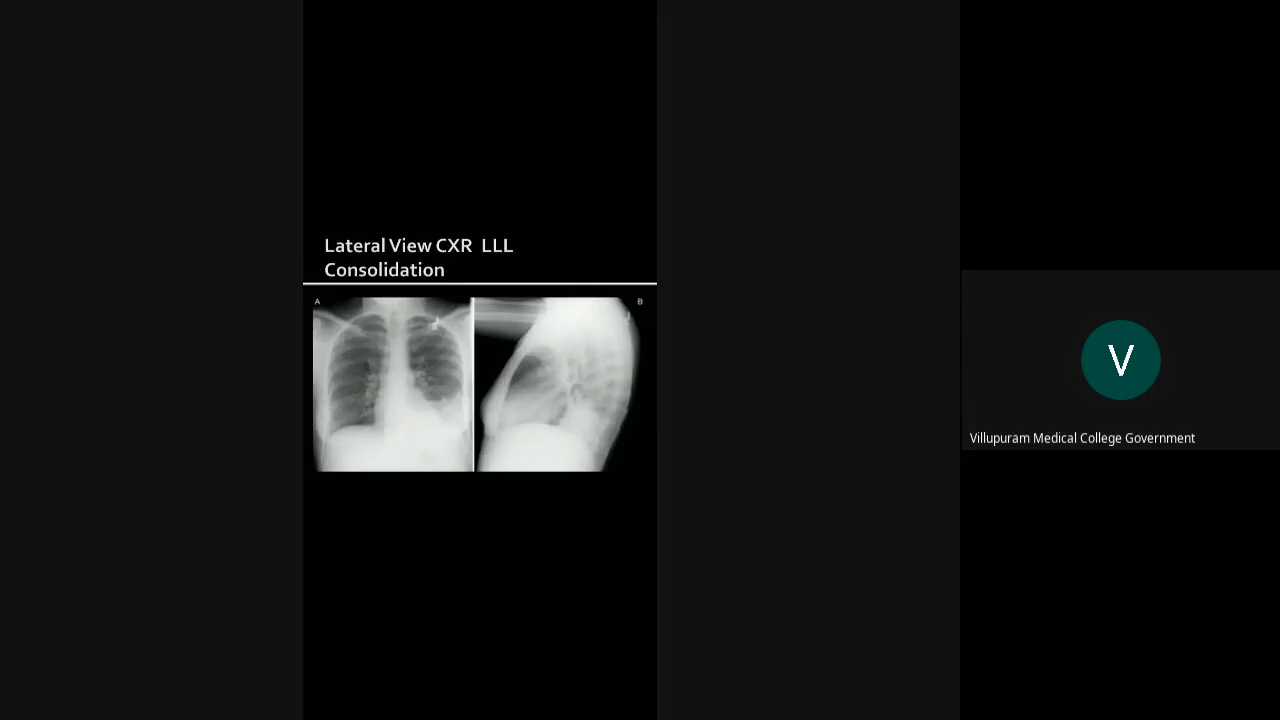 Lateral View CXR LLL
Consolidation
A
B
V
Villupuram Medical College Government